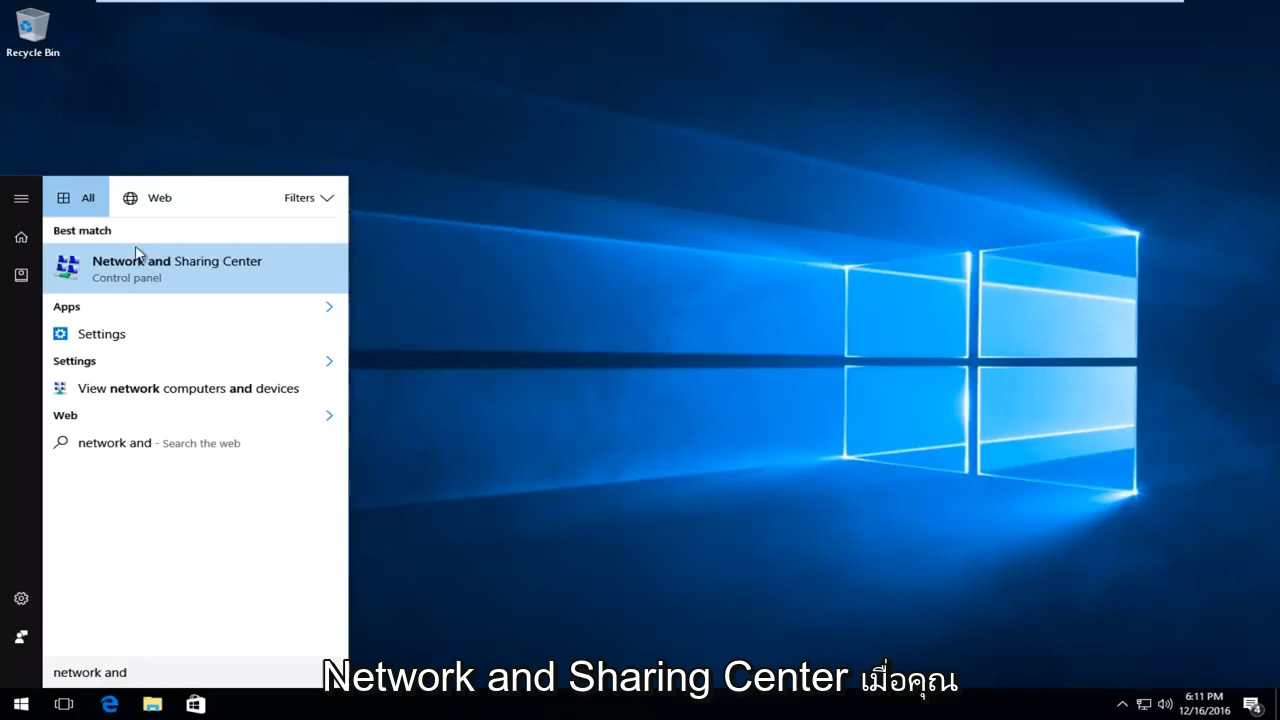 Recycle Bin
All
Web
Filters
Best match
Network and Sharing Center
Control panel
Apps
Settings
Settings
View network computers and devices
Web
network and - Search the web
network and
Network and Sharing Center เมื่อคุณ
6:11 PM
12/16/2016
4